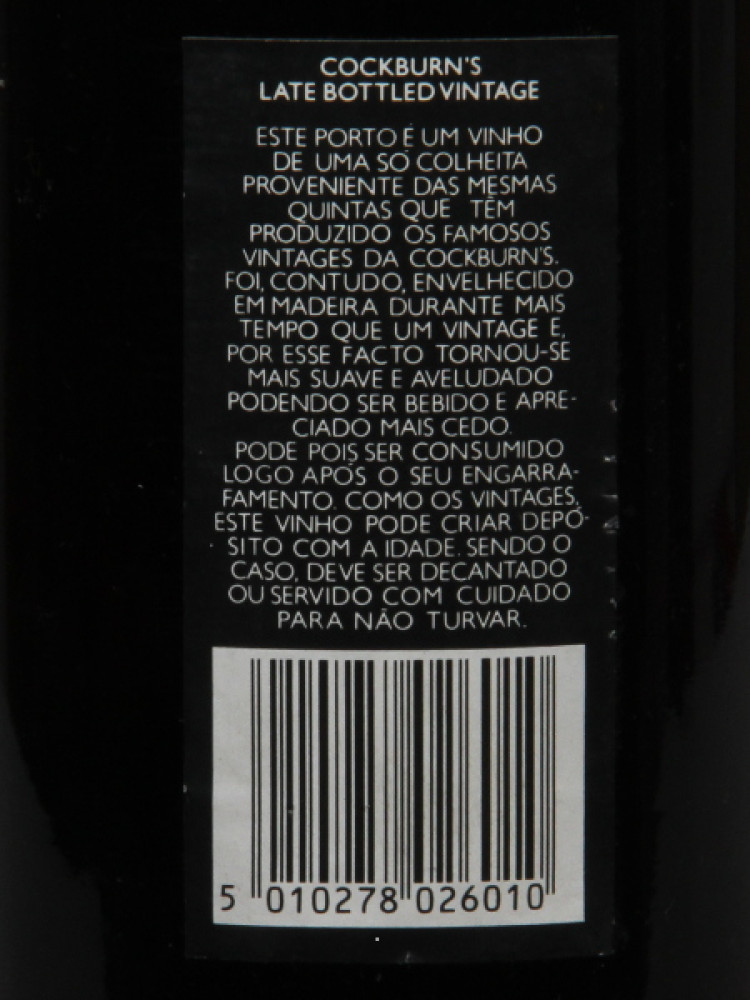 COCKBURN'S
LATE BOTTLED VINTAGE
ESTE PORTO É UM VINHO
DE UMA SÓ COLHEITA
PROVENIENTE DAS MESMAS
QUINTAS QUE TÊM
PRODUZIDO OS FAMOSOS
VINTAGES DA COCKBURN'S.
FOI, CONTUDO, ENVELHECIDO
EM MADEIRA DURANTE MAIS
TEMPO QUE UM VINTAGE E,
POR ESSE FACTO TORNOU-SE
MAIS SUAVE E AVELUDADO
PODENDO SER BEBIDO E APRE-
CIADO MAIS CEDO.
PODE POIS SER CONSUMIDO
LOGO APÓS O SEU ENGARRA-
FAMENTO. COMO OS VINTAGES,
ESTE VINHO PODE CRIAR DEPÓ-
SITO COM A IDADE. SENDO O
CASO, DEVE SER DECANTADO
OU SERVIDO COM CUIDADO
PARA NÃO TURVAR.
5 010278 026010